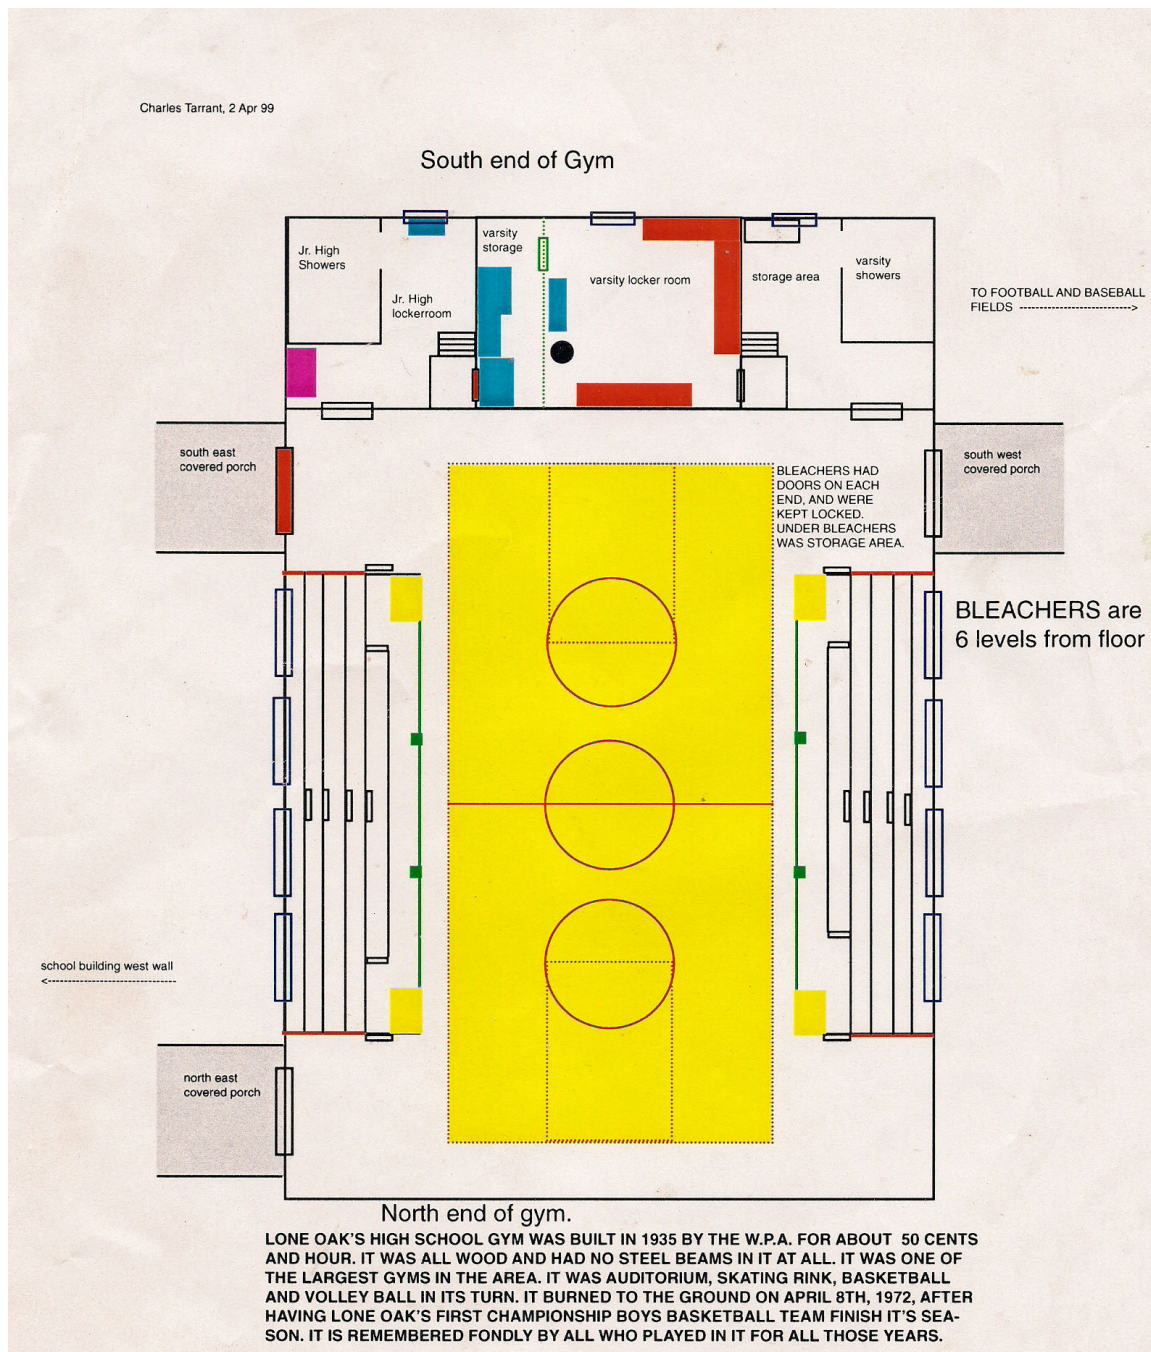 Charles Tarrant, 2 Apr 99
South end of Gym
Jr. High
Showers
Jr. High
lockerroom
varsity
storage
varsity locker room
storage area
varsity
showers
TO FOOTBALL AND BASEBALL
FIELDS ---------------------------->
south east
covered porch
south west
covered porch
BLEACHERS HAD
DOORS ON EACH
END, AND WERE
KEPT LOCKED.
UNDER BLEACHERS
WAS STORAGE AREA.
BLEACHERS are
6 levels from floor
school building west wall
<--------------------------------
north east
covered porch
North end of gym.
LONE OAK'S HIGH SCHOOL GYM WAS BUILT IN 1935 BY THE W.P.A. FOR ABOUT  50 CENTS
AND HOUR. IT WAS ALL WOOD AND HAD NO STEEL BEAMS IN IT AT ALL. IT WAS ONE OF
THE LARGEST GYMS IN THE AREA. IT WAS AUDITORIUM, SKATING RINK, BASKETBALL
AND VOLLEY BALL IN ITS TURN. IT BURNED TO THE GROUND ON APRIL 8TH, 1972, AFTER
HAVING LONE OAK'S FIRST CHAMPIONSHIP BOYS BASKETBALL TEAM FINISH IT'S SEA-
SON. IT IS REMEMBERED FONDLY BY ALL WHO PLAYED IN IT FOR ALL THOSE YEARS.